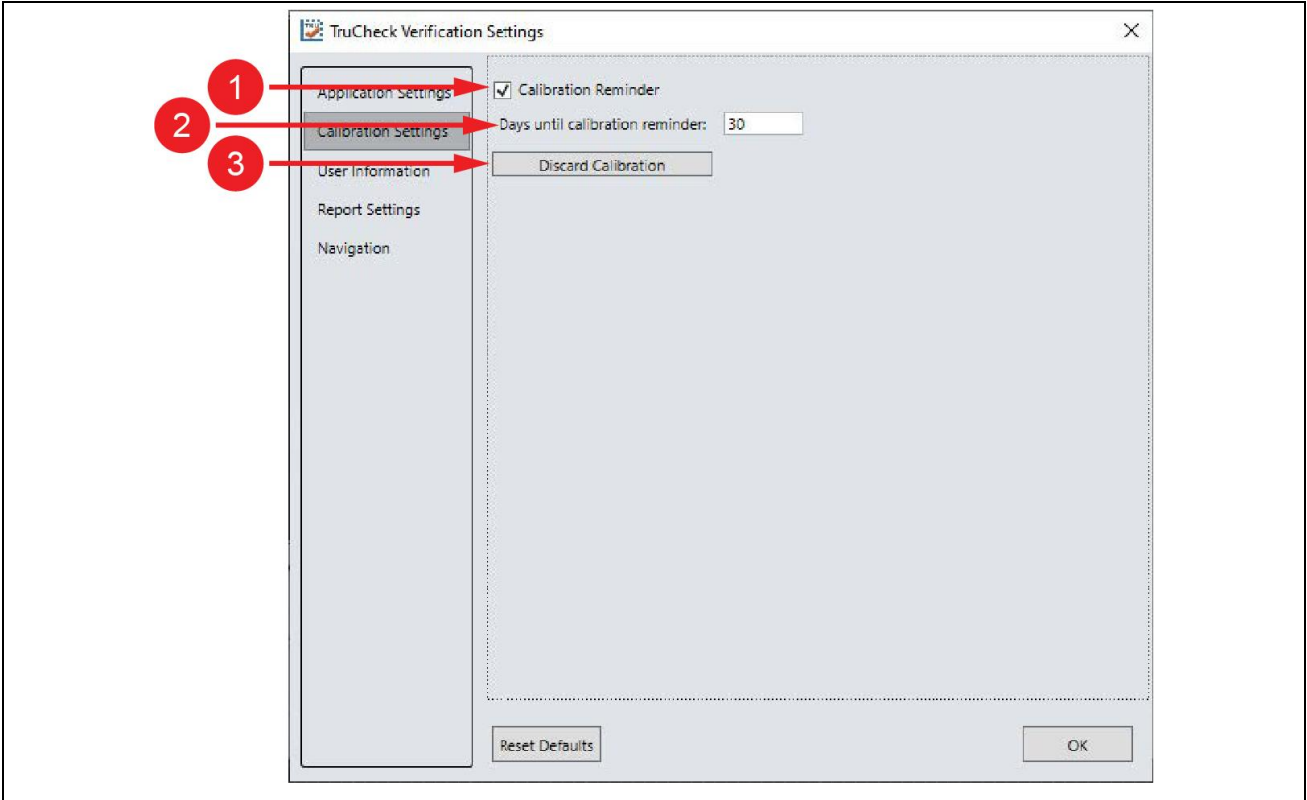 TruCheck Verification Settings
1
Application Settings
Calibration Reminder
2
Calibration Settings
Days until calibration reminder: 30
3
User Information
Discard Calibration
Report Settings
Navigation
Reset Defaults
OK